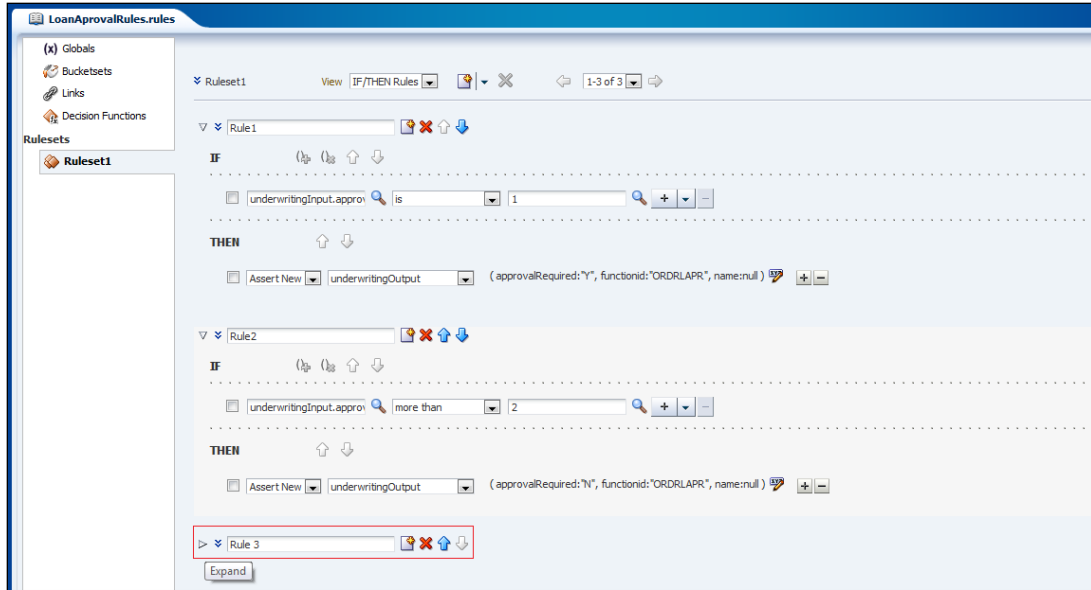 LoanAprovalRules.rules
(x) Globals
Bucketsets
Links
Decision Functions
Rulesets
Ruleset1
Ruleset1 View IF/THEN Rules 1-3 of 3
Rule1
IF
underwritingInput.approv is 1
THEN
Assert New underwritingOutput ( approvalRequired:"Y", functionid:"ORDRLAPR", name:null )
Rule2
IF
underwritingInput.approv more than 2
THEN
Assert New underwritingOutput ( approvalRequired:"N", functionid:"ORDRLAPR", name:null )
Rule 3
Expand